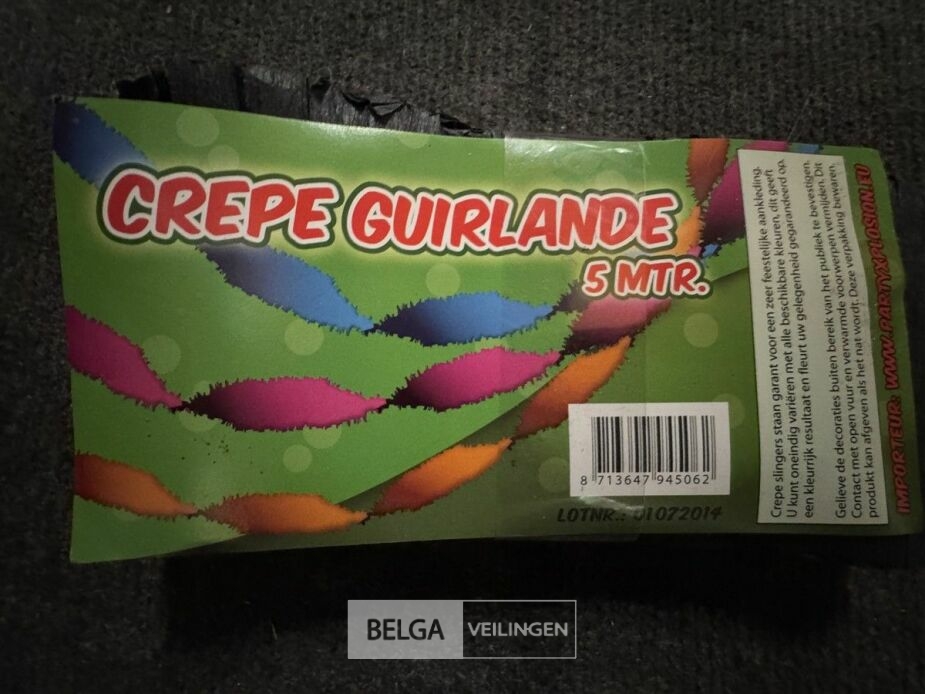 CREPE GUIRLANDE
5 MTR.
8 713647 945062
LOTNR.: 01072014
Crepe slingers staan garant voor een zeer feestelijke aankleding.
U kunt oneindig variëren met alle beschikbare kleuren, dit geeft
een kleurrijk resultaat en fleurt uw gelegenheid gegarandeerd op.
Gelieve de decoraties buiten bereik van het publiek te bevestigen.
Contact met open vuur en verwarmde voorwerpen vermijden. Dit
produkt kan afgeven als het nat wordt. Deze verpakking bewaren.
IMPORTEUR: WWW.PARTYXPLOSION.EU
BELGA VEILINGEN